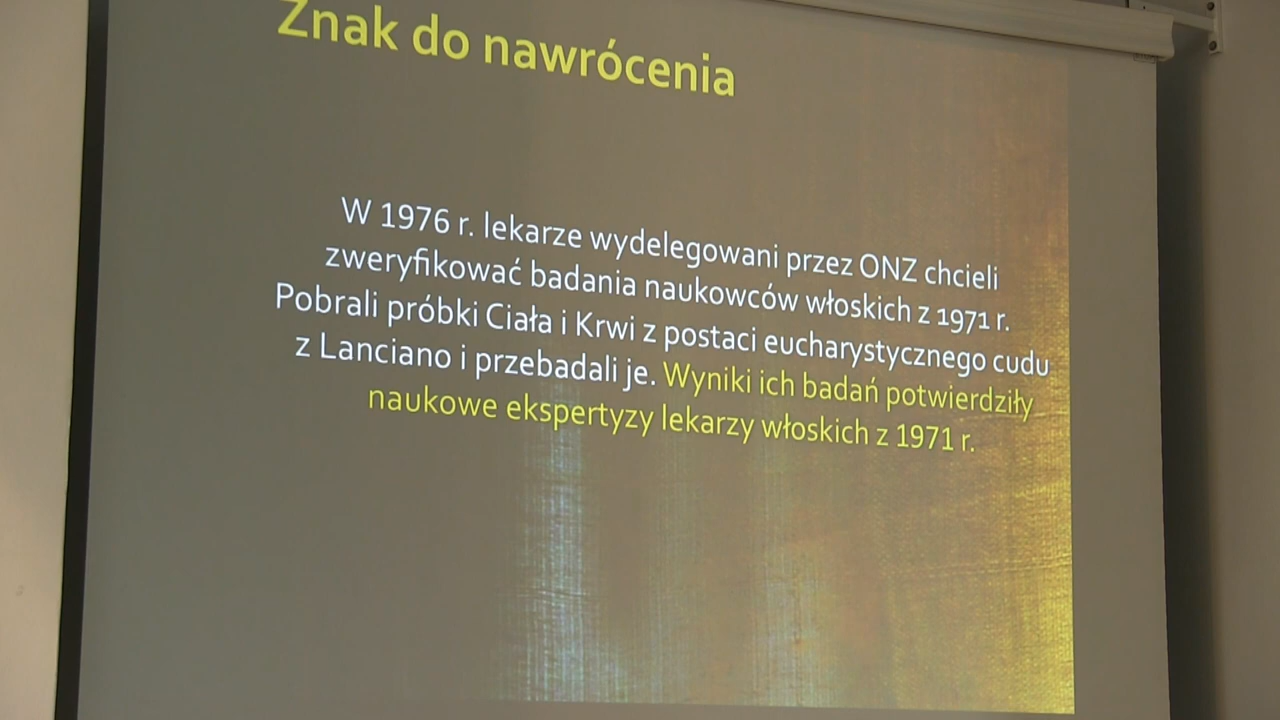 Znak do nawrócenia
W 1976 r. lekarze wydelegowani przez ONZ chcieli
zweryfikować badania naukowców włoskich z 1971 r.
Pobrali próbki Ciała i Krwi z postaci eucharystycznego cudu
z Lanciano i przebadali je. Wyniki ich badań potwierdziły
naukowe ekspertyzy lekarzy włoskich z 1971 r.